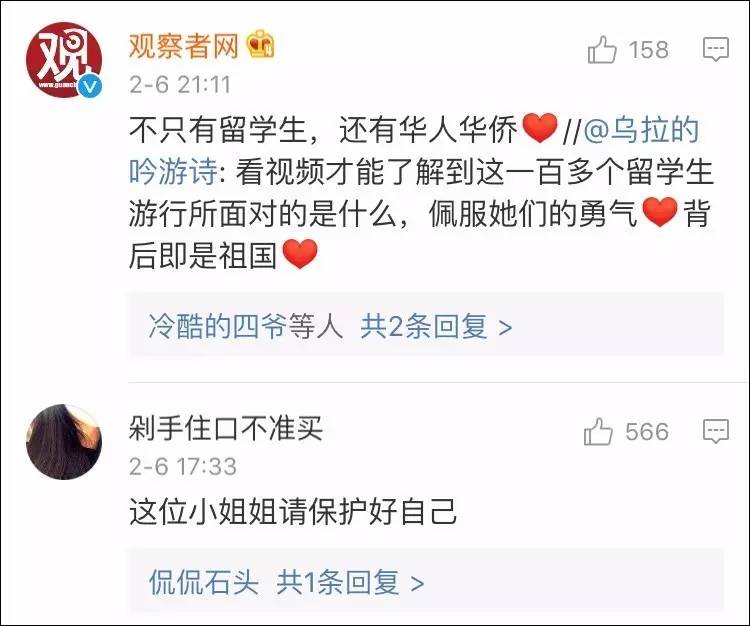 观
www.guanch
观察者网
158
2-6 21:11
不只有留学生，还有华人华侨❤//@乌拉的
吟游诗: 看视频才能了解到这一百多个留学生
游行所面对的是什么，佩服她们的勇气❤背
后即是祖国❤
冷酷的四爷等人 共2条回复 >
剁手住口不准买
566
2-6 17:33
这位小姐姐请保护好自己
侃侃石头 共1条回复 >